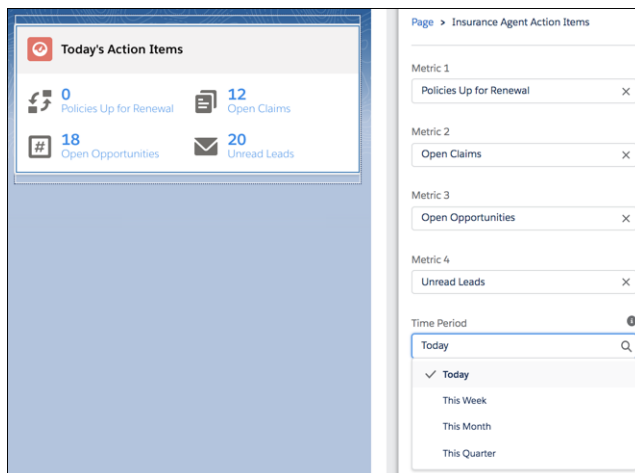 Today's Action Items
0
Policies Up for Renewal
12
Open Claims
18
Open Opportunities
20
Unread Leads
Page > Insurance Agent Action Items
Metric 1
Policies Up for Renewal
Metric 2
Open Claims
Metric 3
Open Opportunities
Metric 4
Unread Leads
Time Period
Today
Today
This Week
This Month
This Quarter